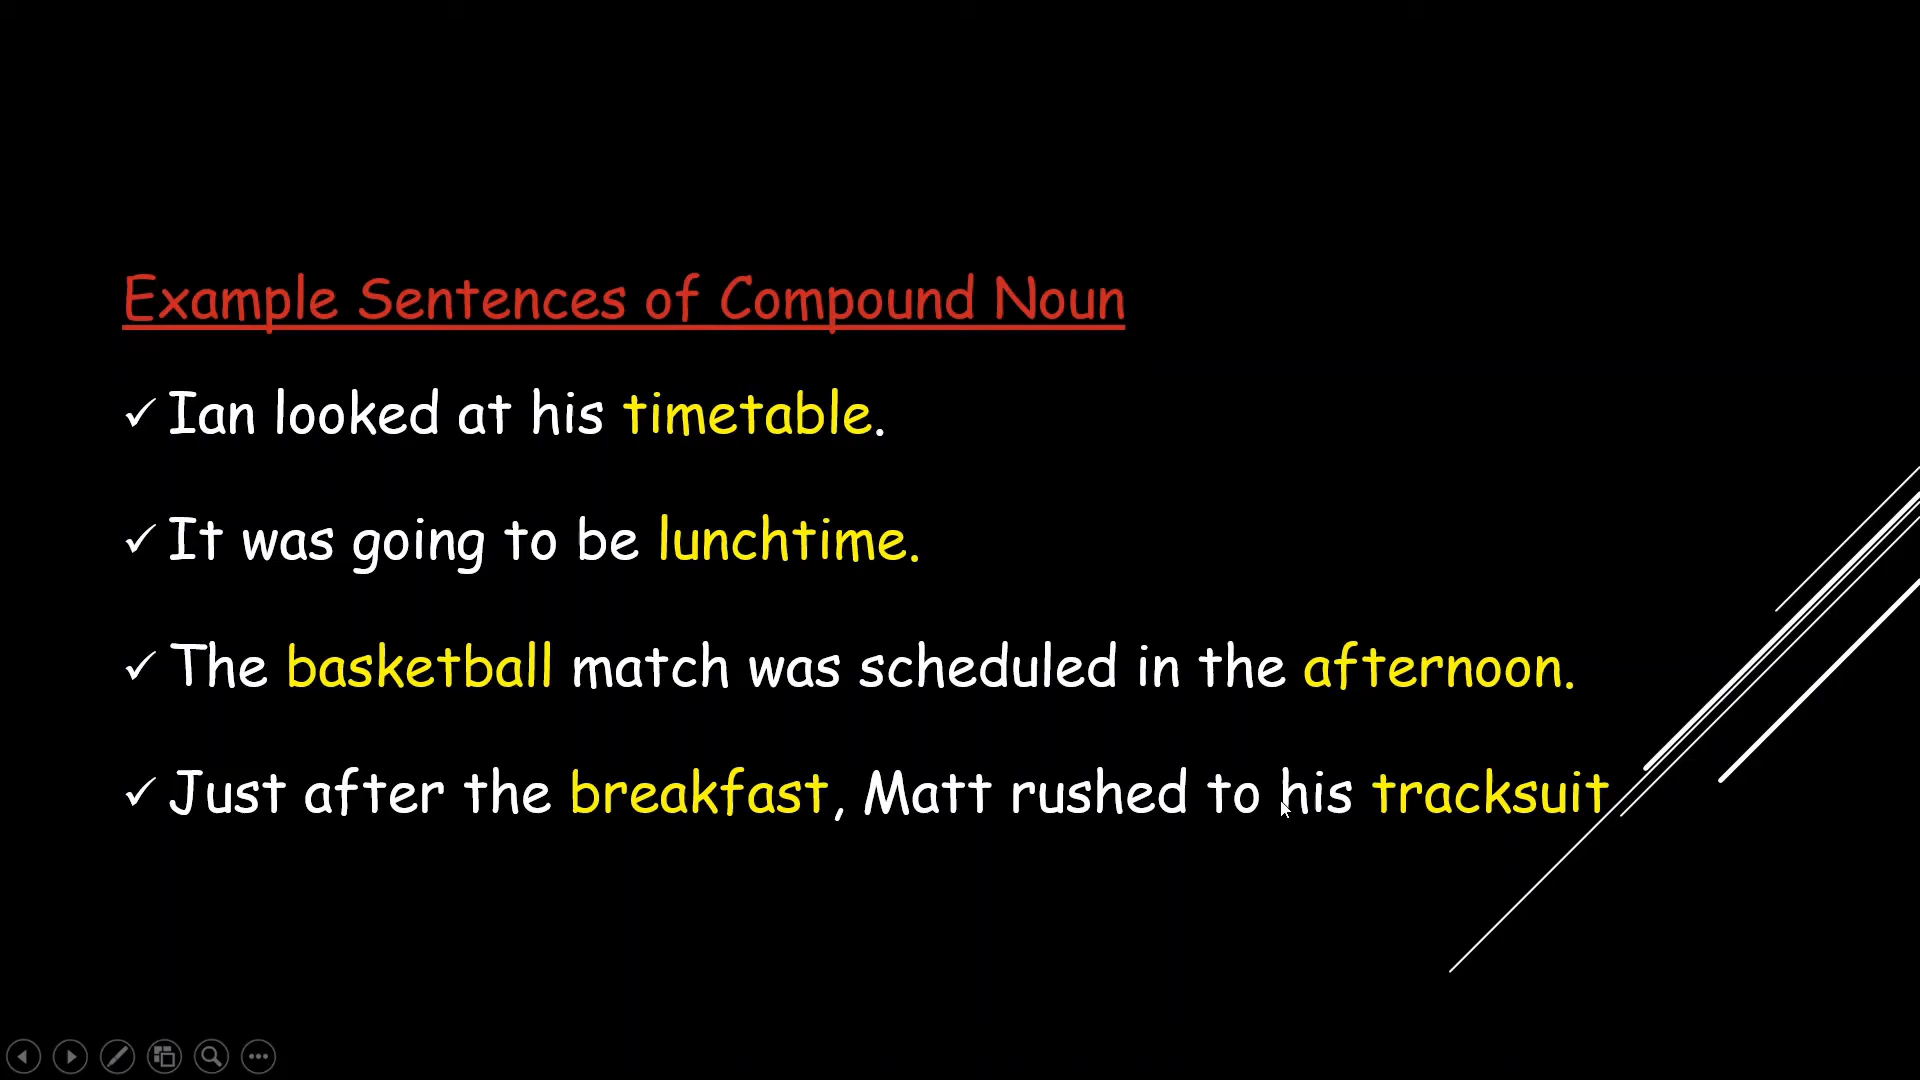 Example Sentences of Compound Noun
✓ Ian looked at his timetable.
✓ It was going to be lunchtime.
✓ The basketball match was scheduled in the afternoon.
✓ Just after the breakfast, Matt rushed to his tracksuit